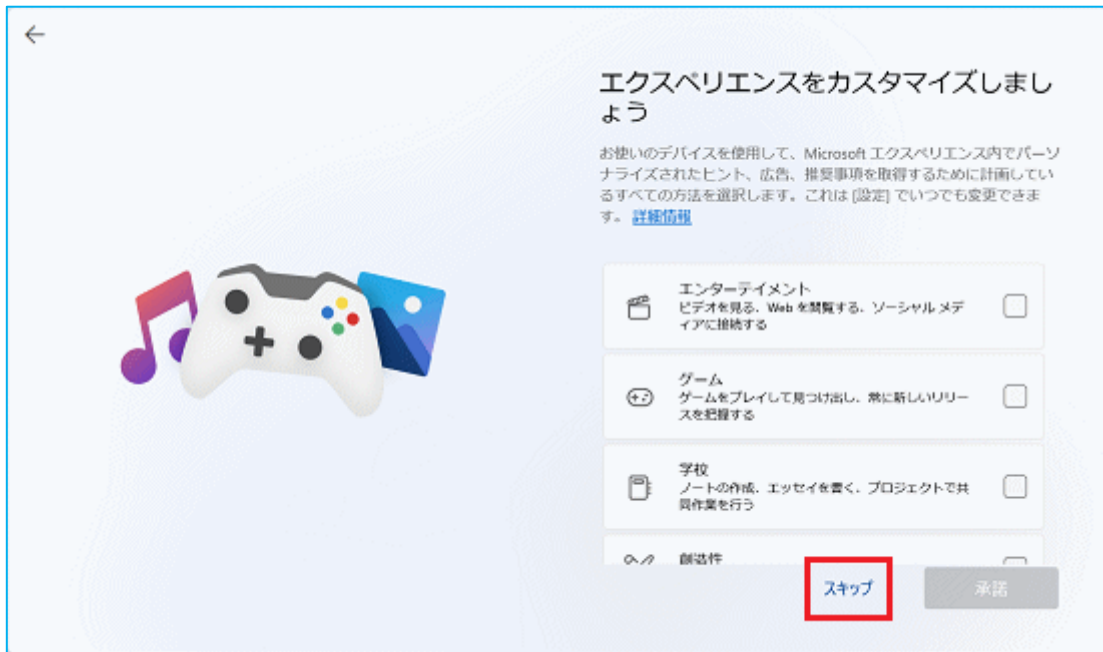 エクスペリエンスをカスタマイズしまし
ょう
お使いのデバイスを使用して、Microsoft エクスペリエンス内でパーソ
ナライズされたヒント、広告、推奨事項を取得するために計画してい
るすべての方法を選択します。これは [設定] でいつでも変更できま
す。 詳細情報
エンターテイメント
ビデオを見る、Web を閲覧する、ソーシャル メデ
ィアに接続する
ゲーム
ゲームをプレイして見つけ出し、常に新しいリリー
スを把握する
学校
ノートの作成、エッセイを書く、プロジェクトで共
同作業を行う
創造性
スキップ
承諾